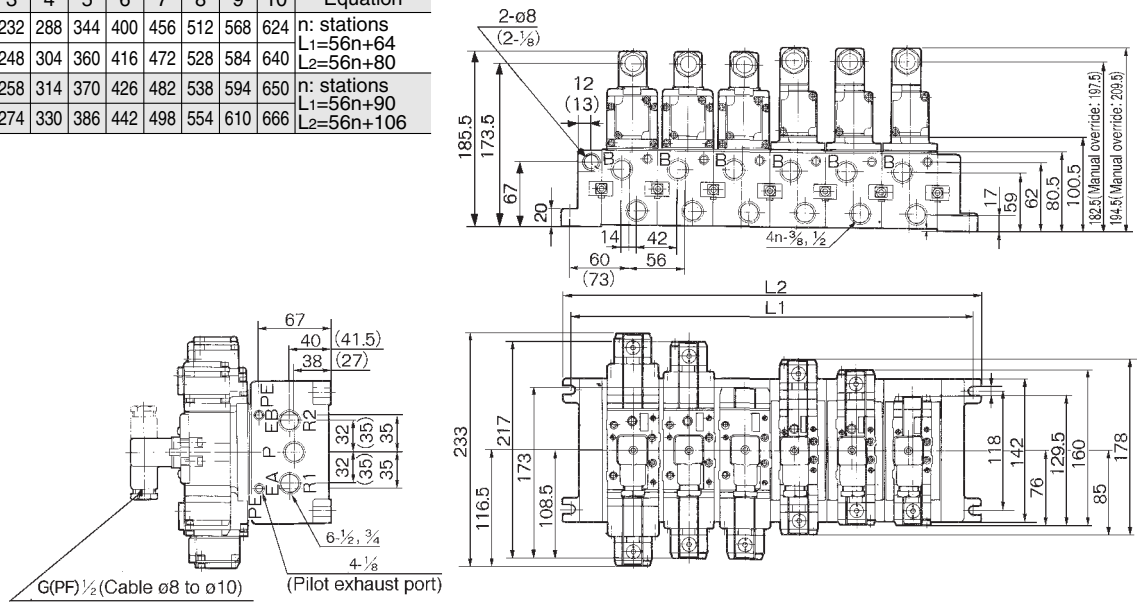 3 4 5 6 7 8 9 10 Equation
232 288 344 400 456 512 568 624 n: stations
L1=56n+64
248 304 360 416 472 528 584 640 L2=56n+80
258 314 370 426 482 538 594 650 n: stations
L1=56n+90
274 330 386 442 498 554 610 666 L2=56n+106
2-ø8
(2-⅛)
12
(13)
185.5
173.5
67
20
B B B B B B
14 42
60 56
(73)
4n-⅜, ½
17
59
62
80.5
100.5
182.5(Manual override: 197.5)
194.5(Manual override: 209.5)
L2
L1
67
40 (41.5)
38 (27)
PE
EB
R2
P
EA
R1
PE
32
(35)
35
32
(35)
35
6-½, ¾
4-⅛
(Pilot exhaust port)
G(PF)½(Cable ø8 to ø10)
233
116.5
217
173
108.5
118
142
76
129.5
160
85
178